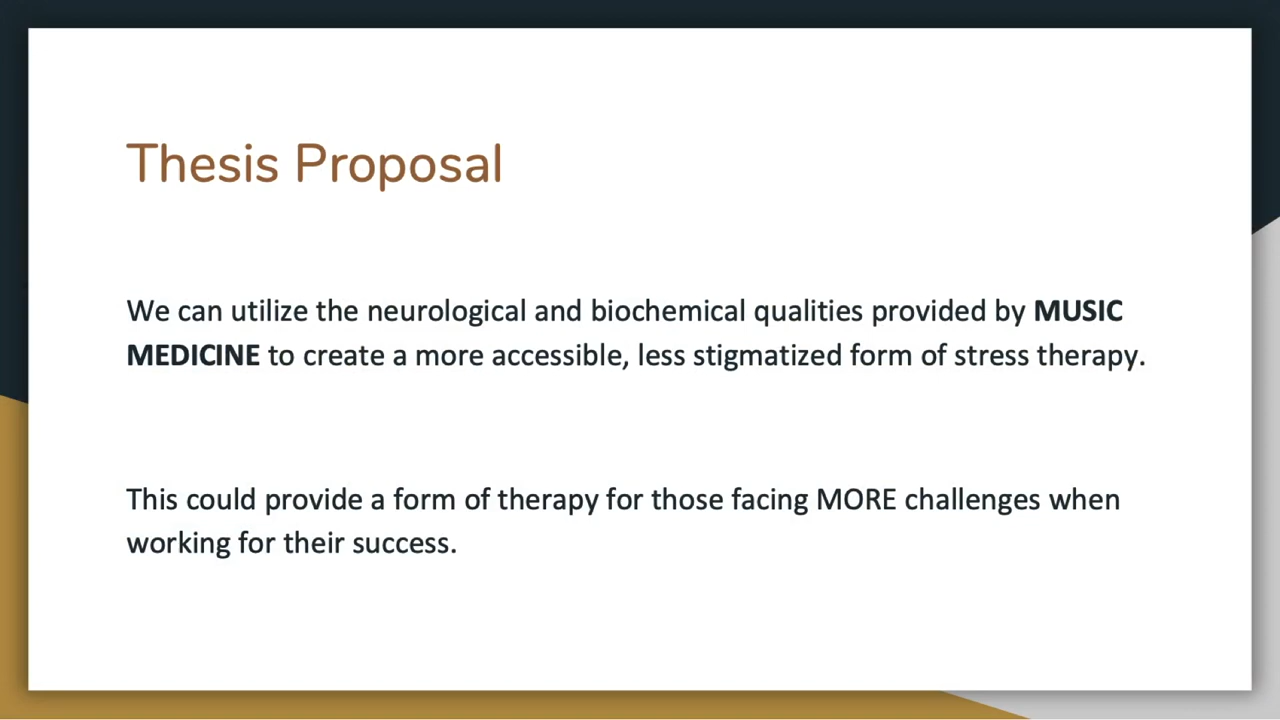 Thesis Proposal
We can utilize the neurological and biochemical qualities provided by MUSIC
MEDICINE to create a more accessible, less stigmatized form of stress therapy.
This could provide a form of therapy for those facing MORE challenges when
working for their success.